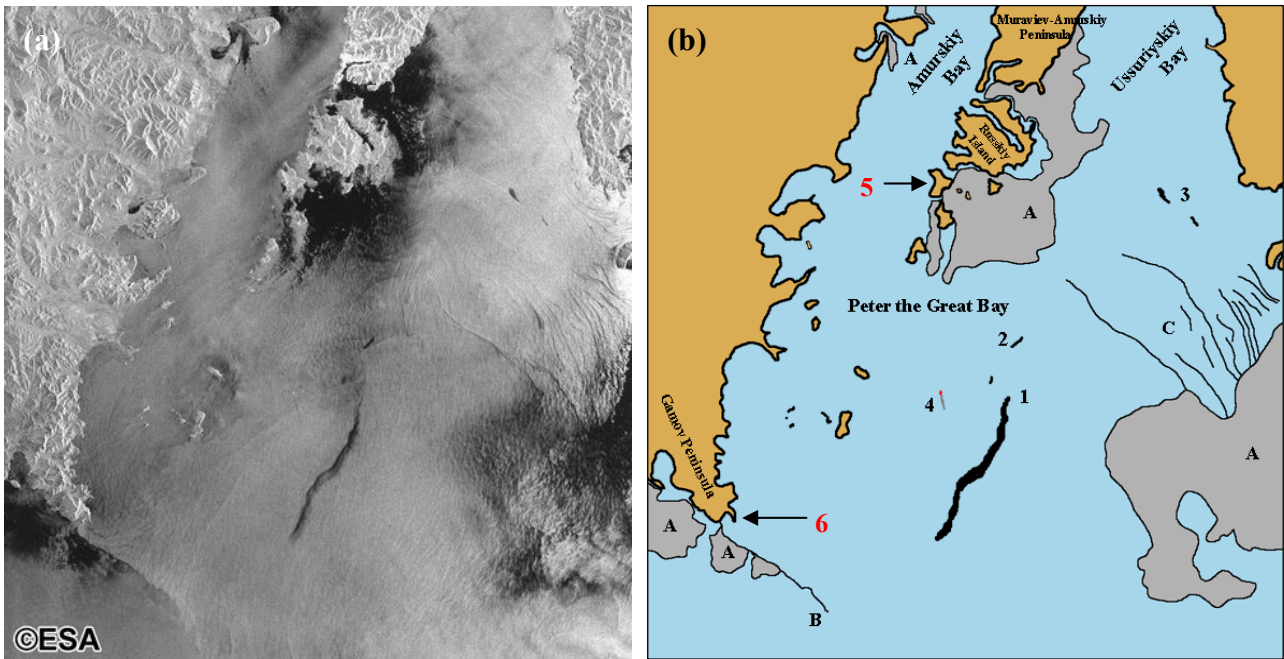 (a)
©ESA
(b)
Muraviev-Amurskiy
Peninsula
Amurskiy
Bay
Ussuriyskiy
Bay
A
Russkiy
Island
5
A
3
Peter the Great Bay
C
2
4
1
Gamov Peninsula
A
6
A
A
B